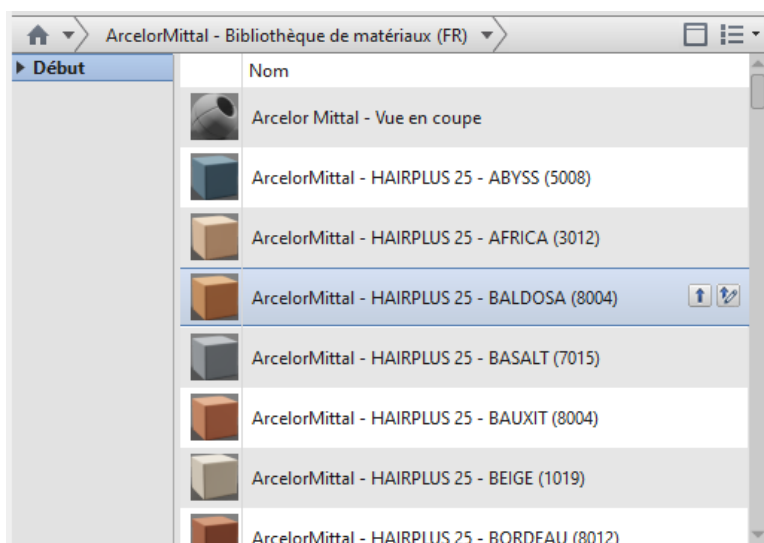 ArcelorMittal - Bibliothèque de matériaux (FR)
Début
Nom
Arcelor Mittal - Vue en coupe
ArcelorMittal - HAIRPLUS 25 - ABYSS (5008)
ArcelorMittal - HAIRPLUS 25 - AFRICA (3012)
ArcelorMittal - HAIRPLUS 25 - BALDOSA (8004)
ArcelorMittal - HAIRPLUS 25 - BASALT (7015)
ArcelorMittal - HAIRPLUS 25 - BAUXIT (8004)
ArcelorMittal - HAIRPLUS 25 - BEIGE (1019)
ArcelorMittal - HAIRPLUS 25 - BORDEAU (8012)